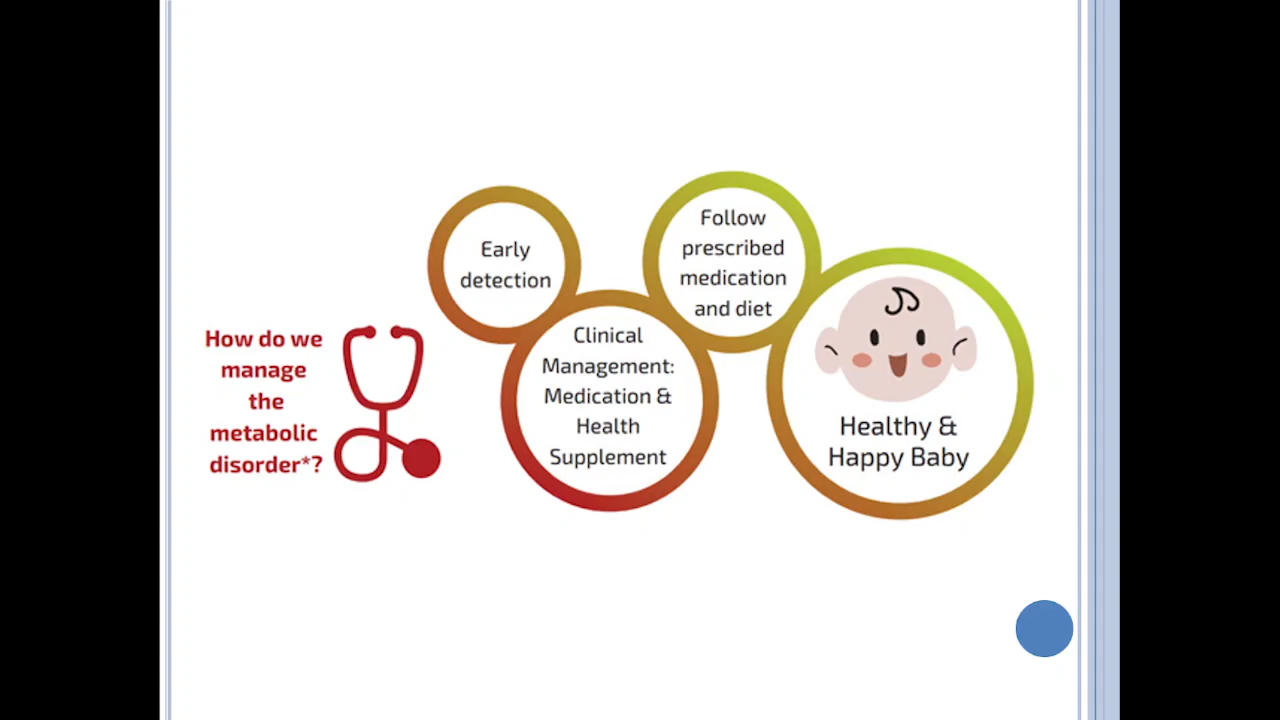 How do we
manage
the
metabolic
disorder*?
Early
detection
Clinical
Management:
Medication &
Health
Supplement
Follow
prescribed
medication
and diet
Healthy &
Happy Baby